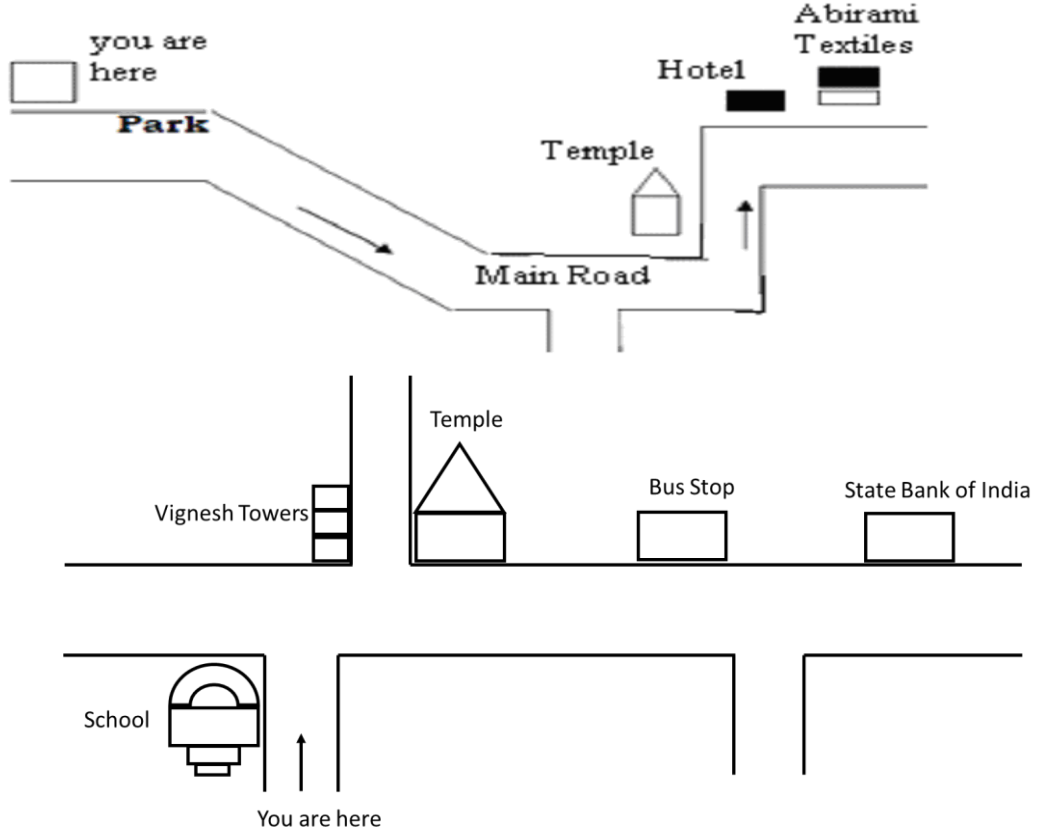 you are
here
Park
Abirami
Textiles
Hotel
Temple
Main Road
Temple
Vignesh Towers
Bus Stop
State Bank of India
School
You are here